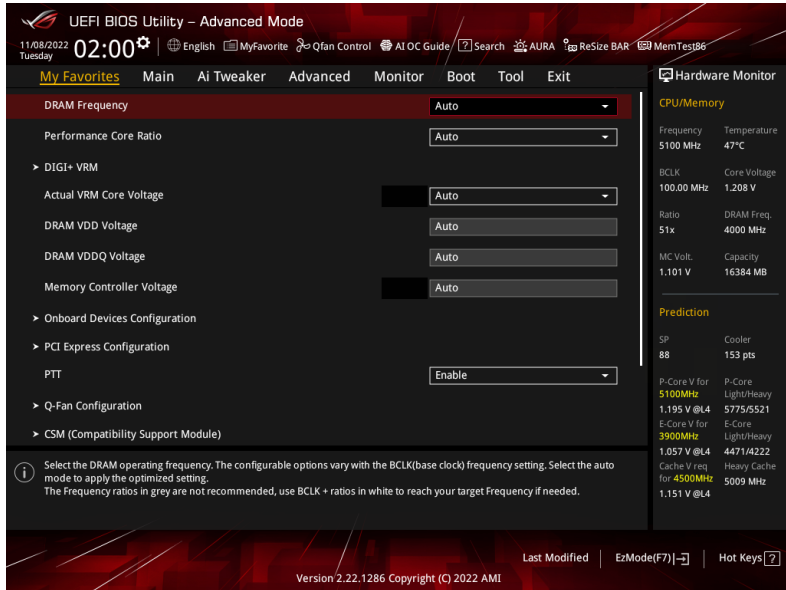 UEFI BIOS Utility – Advanced Mode
11/08/2022 Tuesday 02:00 English MyFavorite Qfan Control AI OC Guide ? Search AURA ReSize BAR MemTest86
My Favorites Main Ai Tweaker Advanced Monitor Boot Tool Exit
DRAM Frequency Auto
Performance Core Ratio Auto
> DIGI+ VRM
Actual VRM Core Voltage Auto
DRAM VDD Voltage Auto
DRAM VDDQ Voltage Auto
Memory Controller Voltage Auto
> Onboard Devices Configuration
> PCI Express Configuration
PTT Enable
> Q-Fan Configuration
> CSM (Compatibility Support Module)
Select the DRAM operating frequency. The configurable options vary with the BCLK(base clock) frequency setting. Select the auto
mode to apply the optimized setting.
The Frequency ratios in grey are not recommended, use BCLK + ratios in white to reach your target Frequency if needed.
Hardware Monitor
CPU/Memory
Frequency Temperature
5100 MHz 47°C
BCLK Core Voltage
100.00 MHz 1.208 V
Ratio DRAM Freq.
51x 4000 MHz
MC Volt. Capacity
1.101 V 16384 MB
Prediction
SP Cooler
88 153 pts
P-Core V for P-Core
5100MHz Light/Heavy
1.195 V @L4 5775/5521
E-Core V for E-Core
3900MHz Light/Heavy
1.057 V @L4 4471/4222
Cache V req Heavy Cache
for 4500MHz 5009 MHz
1.151 V @L4
Last Modified EzMode(F7) Hot Keys ?
Version 2.22.1286 Copyright (C) 2022 AMI